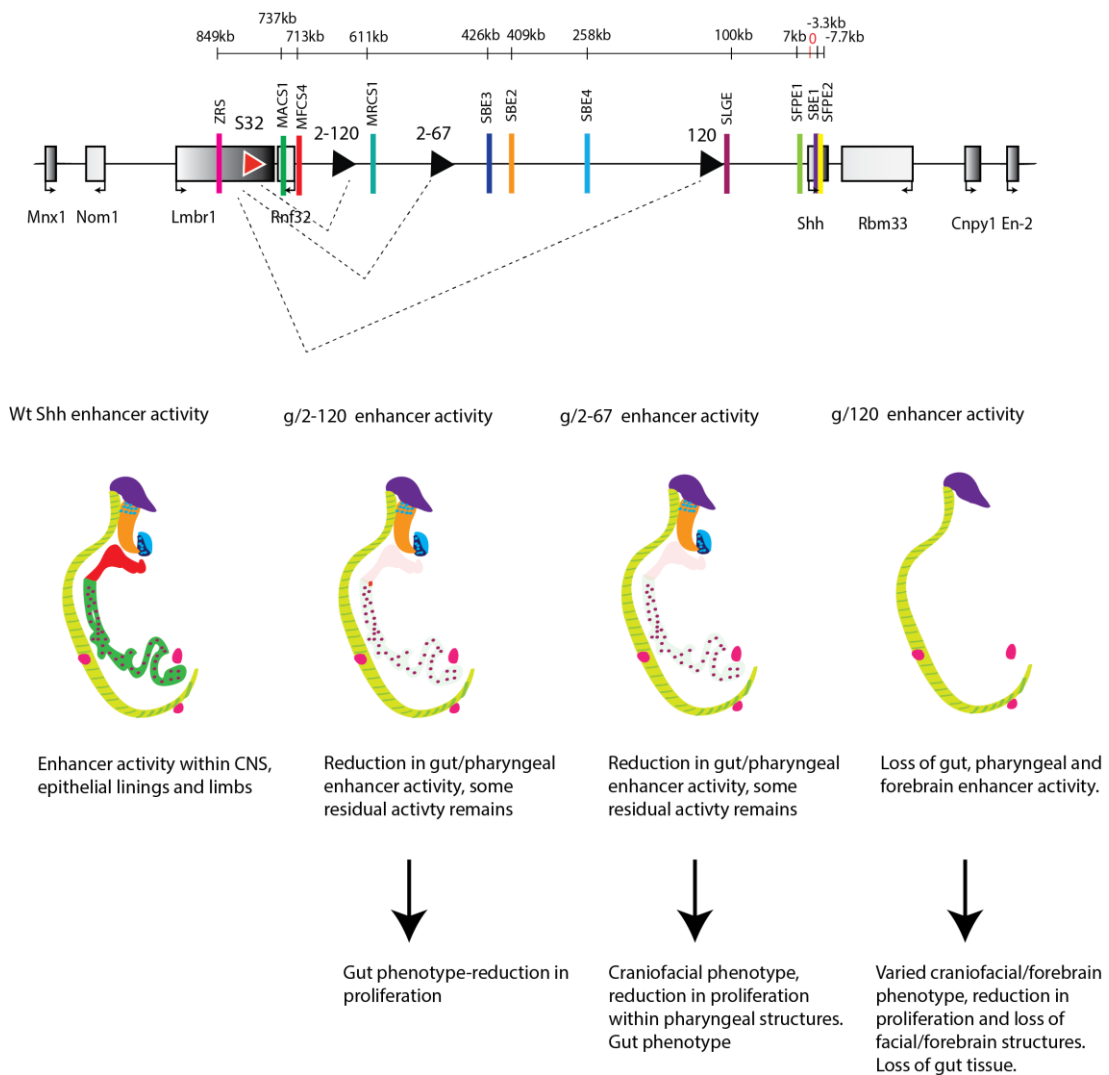 737kb
-3.3kb
849kb
713kb
611kb
426kb
409kb
258kb
100kb
7kb
0
-7.7kb
ZRS
MACS1
MFCS4
MRCS1
SBE3
SBE2
SBE4
SLGE
SFPE1
SBE1
SFPE2
S32
2-120
2-67
120
Mnx1
Nom1
Lmbr1
Rnf32
Shh
Rbm33
Cnpy1
En-2
Wt Shh enhancer activity
g/2-120 enhancer activity
g/2-67 enhancer activity
g/120 enhancer activity
Enhancer activity within CNS,
epithelial linings and limbs
Reduction in gut/pharyngeal
enhancer activity, some
residual activty remains
Reduction in gut/pharyngeal
enhancer activity, some
residual activty remains
Loss of gut, pharyngeal and
forebrain enhancer activity.
Gut phenotype-reduction in
proliferation
Craniofacial phenotype,
reduction in proliferation
within pharyngeal structures.
Gut phenotype
Varied craniofacial/forebrain
phenotype, reduction in
proliferation and loss of
facial/forebrain structures.
Loss of gut tissue.